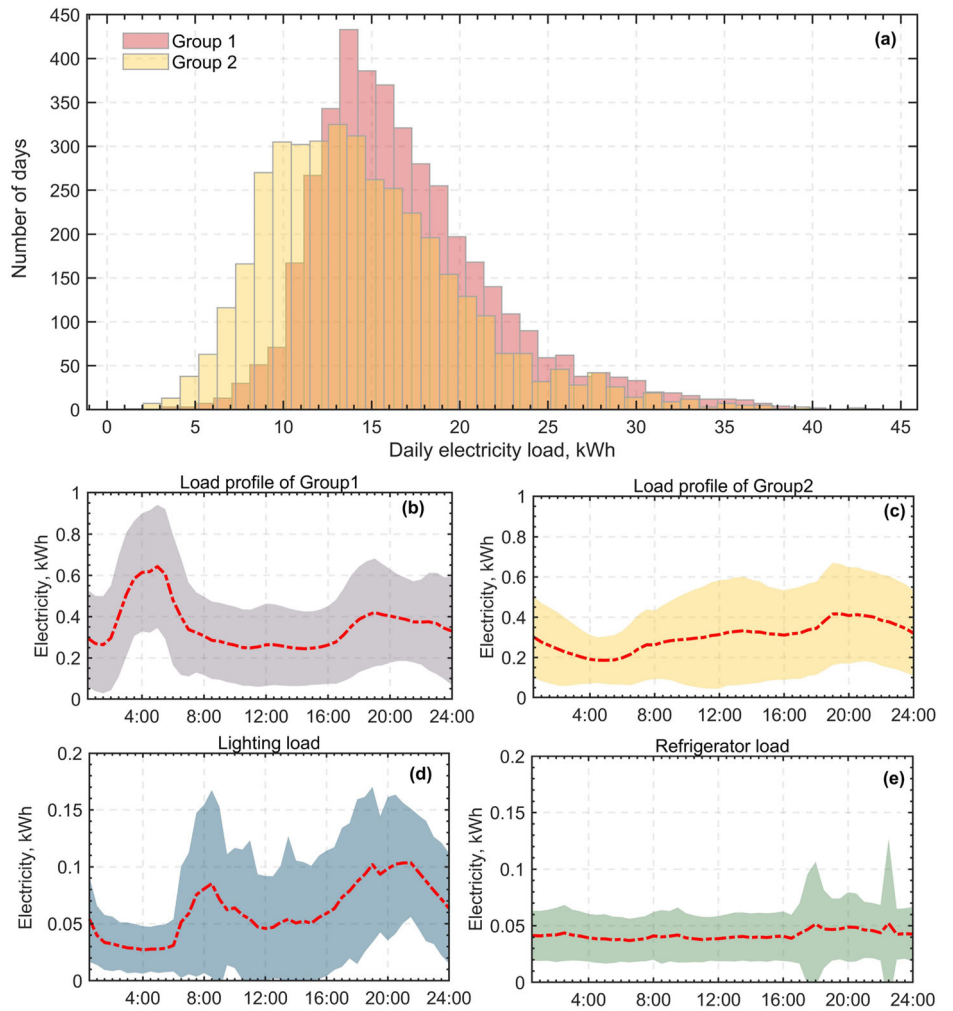 450
400
350
300
250
200
150
100
50
0
Number of days
Group 1
Group 2
(a)
0 5 10 15 20 25 30 35 40 45
Daily electricity load, kWh
Load profile of Group1
(b)
1
0.8
0.6
0.4
0.2
0
Electricity, kWh
4:00 8:00 12:00 16:00 20:00 24:00
Load profile of Group2
(c)
1
0.8
0.6
0.4
0.2
0
Electricity, kWh
4:00 8:00 12:00 16:00 20:00 24:00
Lighting load
(d)
0.2
0.15
0.1
0.05
0
Electricity, kWh
4:00 8:00 12:00 16:00 20:00 24:00
Refrigerator load
(e)
0.2
0.15
0.1
0.05
0
Electricity, kWh
4:00 8:00 12:00 16:00 20:00 24:00